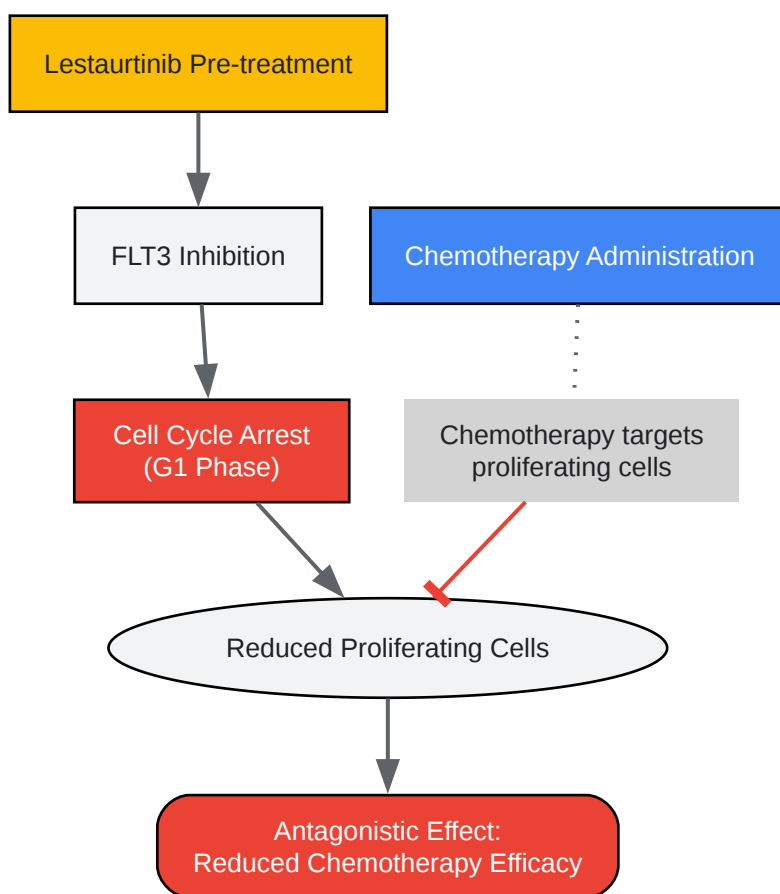 Lestaurtinib Pre-treatment
FLT3 Inhibition
Chemotherapy Administration
Cell Cycle Arrest
(G1 Phase)
Chemotherapy targets
proliferating cells
Reduced Proliferating Cells
Antagonistic Effect:
Reduced Chemotherapy Efficacy